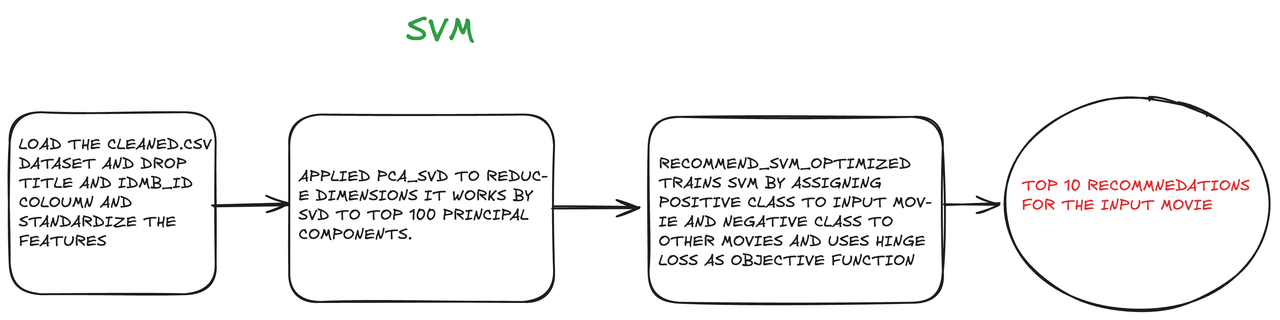 SVM
LOAD THE CLEANED.CSV
DATASET AND DROP
TITLE AND IDMB_ID
COLOUMN AND
STANDARDIZE THE
FEATURES
APPLIED PCA_SVD TO REDUC-
E DIMENSIONS IT WORKS BY
SVD TO TOP 100 PRINCIPAL
COMPONENTS.
RECOMMEND_SVM_OPTIMIZED
TRAINS SVM BY ASSIGNING
POSITIVE CLASS TO INPUT MOV-
IE AND NEGATIVE CLASS TO
OTHER MOVIES AND USES HINGE
LOSS AS OBJECTIVE FUNCTION
TOP 10 RECOMMNEDATIONS
FOR THE INPUT MOVIE